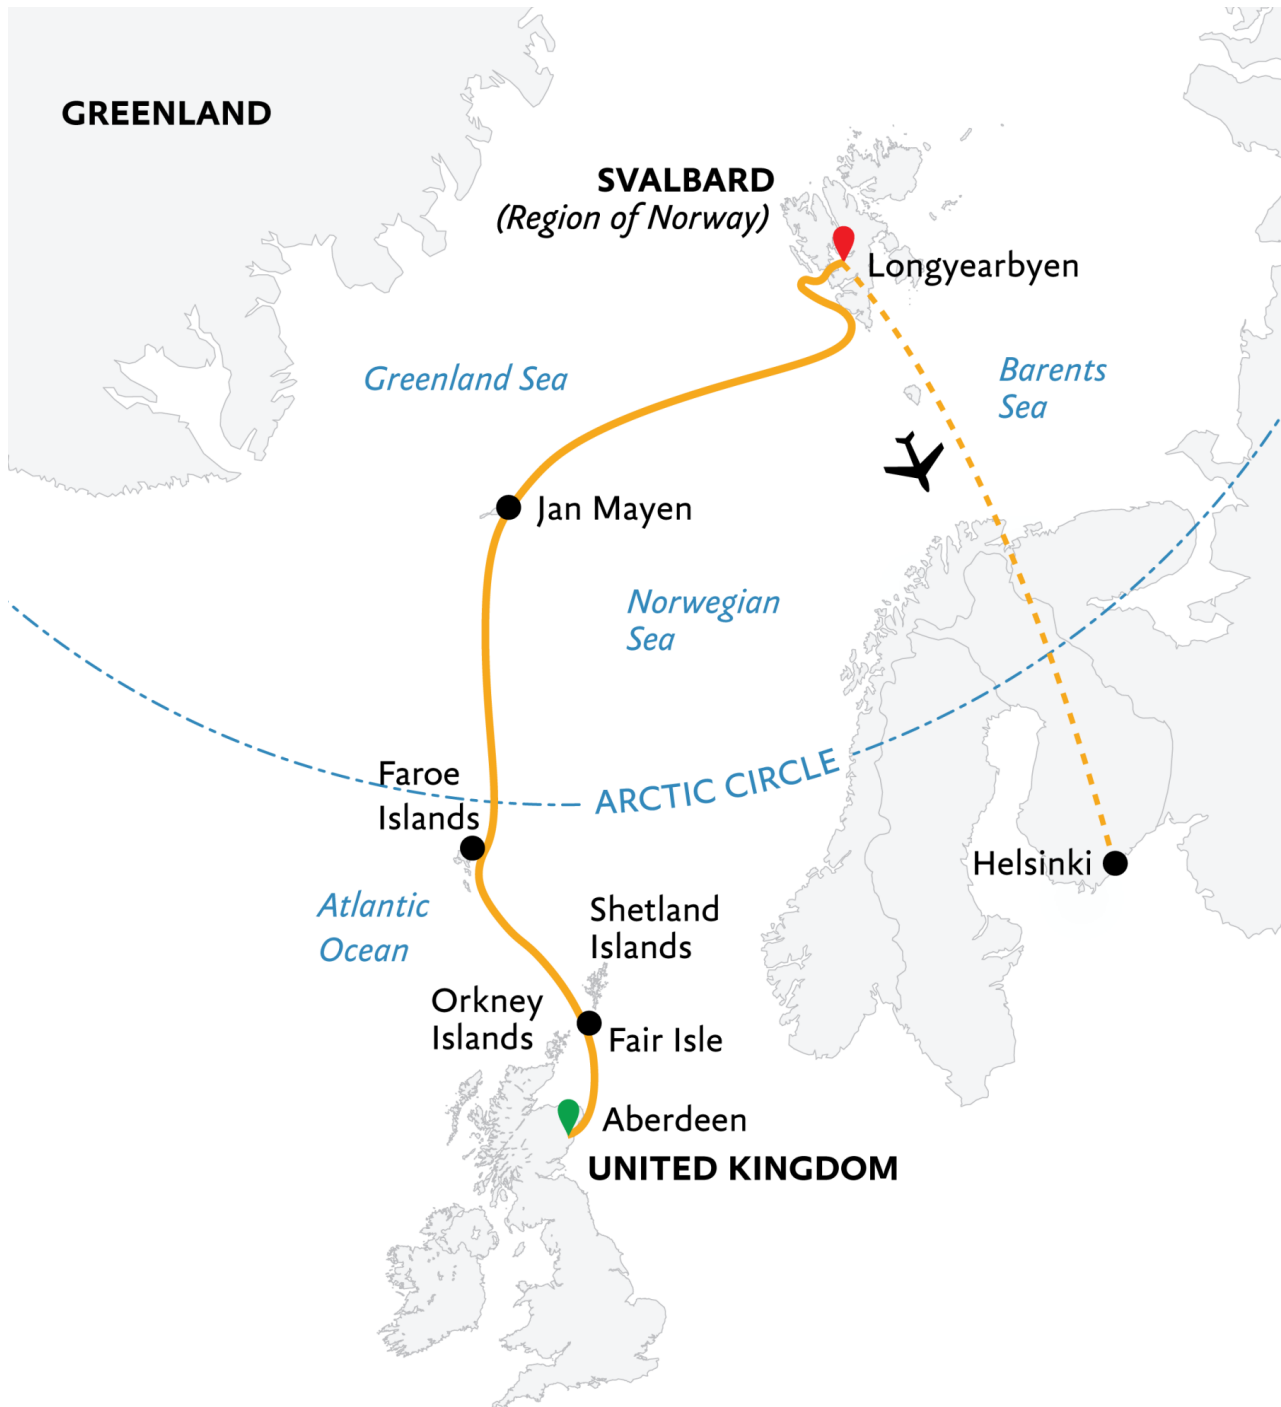 GREENLAND
SVALBARD
(Region of Norway)
Longyearbyen
Greenland Sea
Barents
Sea
Jan Mayen
Norwegian
Sea
Faroe
Islands
ARCTIC CIRCLE
Helsinki
Atlantic
Ocean
Shetland
Islands
Orkney
Islands
Fair Isle
Aberdeen
UNITED KINGDOM